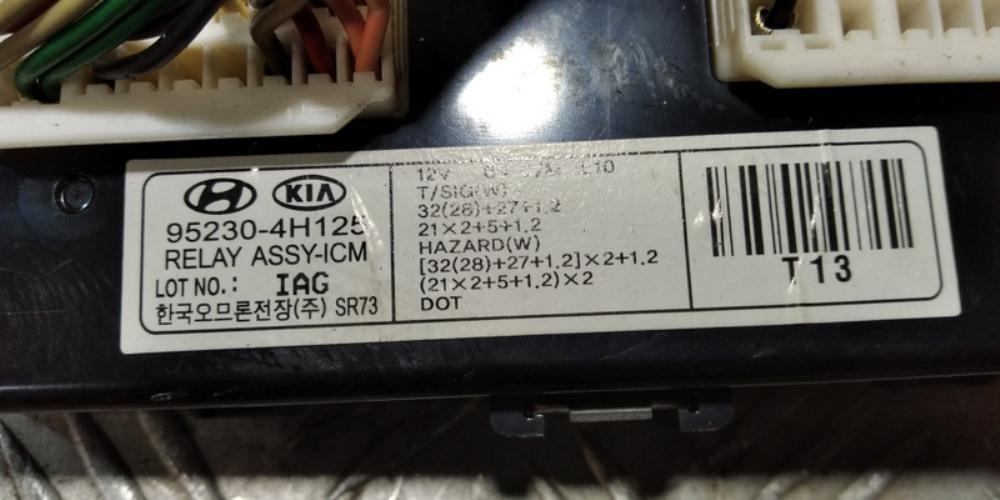 KIA
95230-4H125
RELAY ASSY-ICM
LOT NO.: IAG
한국오므론전장(주) SR73
12V
T/SIG(W)
32(28)+27+1.2
21×2+5+1.2
HAZARD(W)
[32(28)+27+1.2]×2+1.2
(21×2+5+1.2)×2
DOT
T13